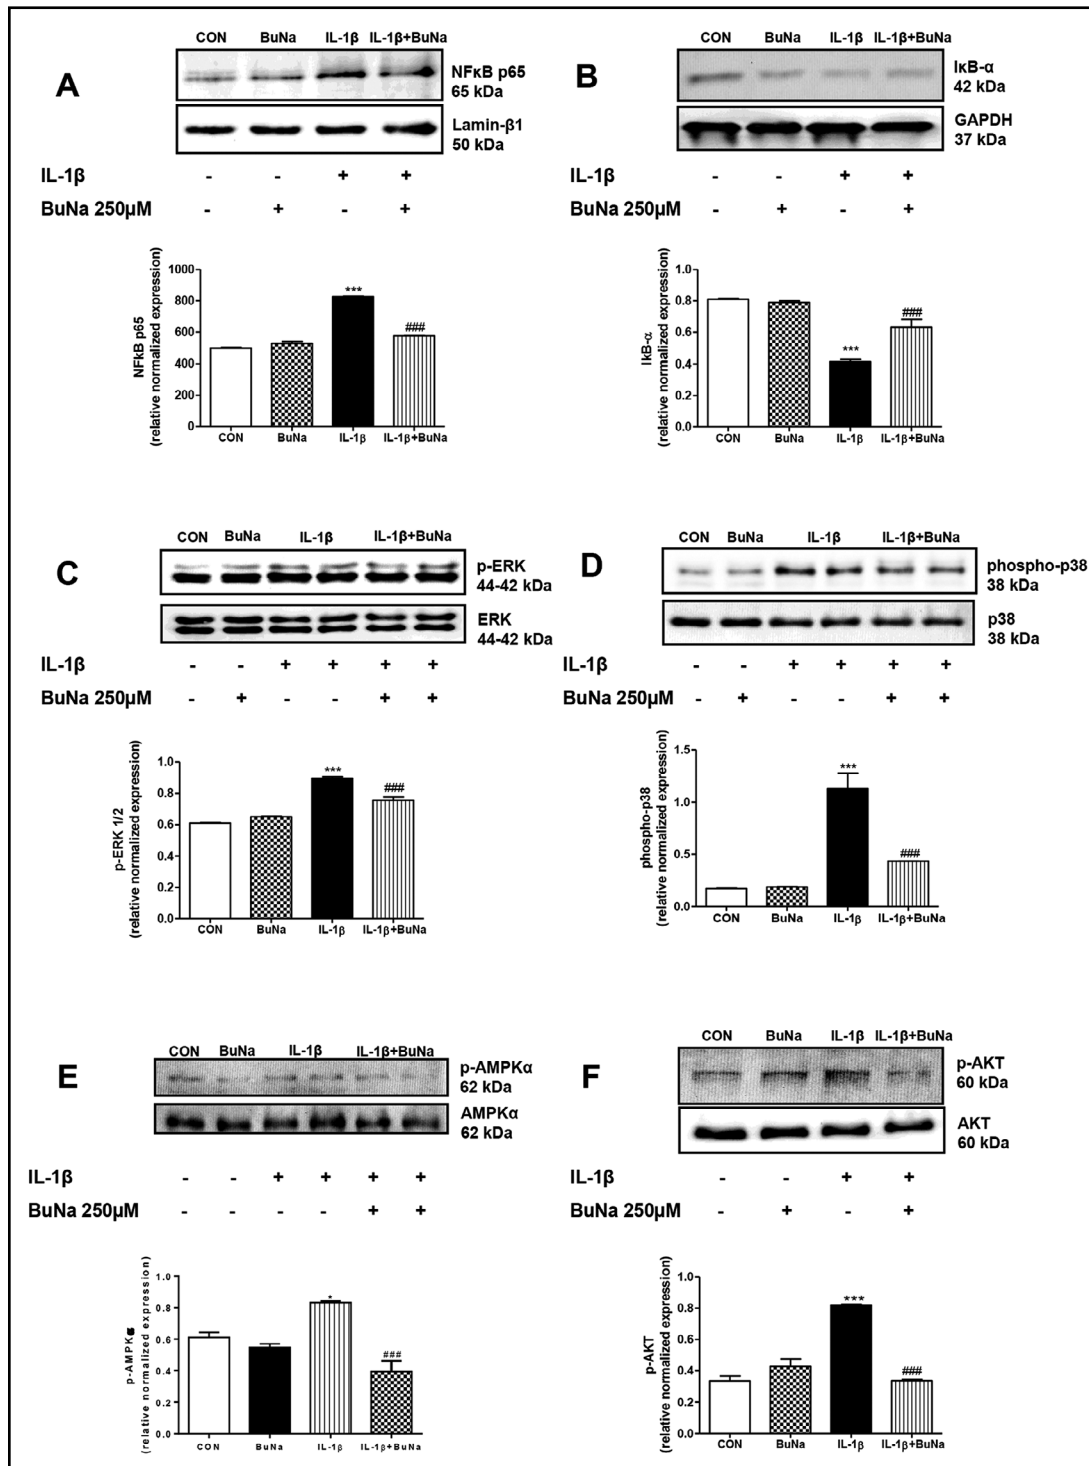 CON BuNa IL-1β IL-1β+BuNa
A
NFκB p65
65 kDa
Lamin-β1
50 kDa
IL-1β - - + +
BuNa 250µM - + - +
NFkB p65
(relative normalized expression)
1000
800
600
400
200
0
***
###
CON BuNa IL-1β IL-1β+BuNa
CON BuNa IL-1β IL-1β+BuNa
B
IκB-α
42 kDa
GAPDH
37 kDa
IL-1β - - + +
BuNa 250µM - + - +
IkB-α
(relative normalized expression)
1.0
0.8
0.6
0.4
0.2
0.0
***
###
CON BuNa IL-1β IL-1β+BuNa
CON BuNa IL-1β IL-1β+BuNa
C
p-ERK
44-42 kDa
ERK
44-42 kDa
IL-1β - - + + + +
BuNa 250µM - + - - + +
p-ERK 1/2
(relative normalized expression)
1.0
0.8
0.6
0.4
0.2
0.0
***
###
CON BuNa IL-1β IL-1β+BuNa
CON BuNa IL-1β IL-1β+BuNa
D
phospho-p38
38 kDa
p38
38 kDa
IL-1β - - + + + +
BuNa 250µM - + - - + +
phospho-p38
(relative normalized expression)
1.5
1.0
0.5
0.0
***
###
CON BuNa IL-1β IL-1β+BuNa
CON BuNa IL-1β IL-1β+BuNa
E
p-AMPKα
62 kDa
AMPKα
62 kDa
IL-1β - - + + + +
BuNa 250µM - - - - + +
(relative normalized expression)
1.0
0.8
0.6
0.4
0.2
0.0
*
###
CON BuNa IL-1β IL-1β+BuNa
CON BuNa IL-1β IL-1β+BuNa
F
p-AKT
60 kDa
AKT
60 kDa
IL-1β - - + +
BuNa 250µM - + - +
p-AKT
(relative normalized expression)
1.0
0.8
0.6
0.4
0.2
0.0
***
###
CON BuNa IL-1β IL-1β+BuNa